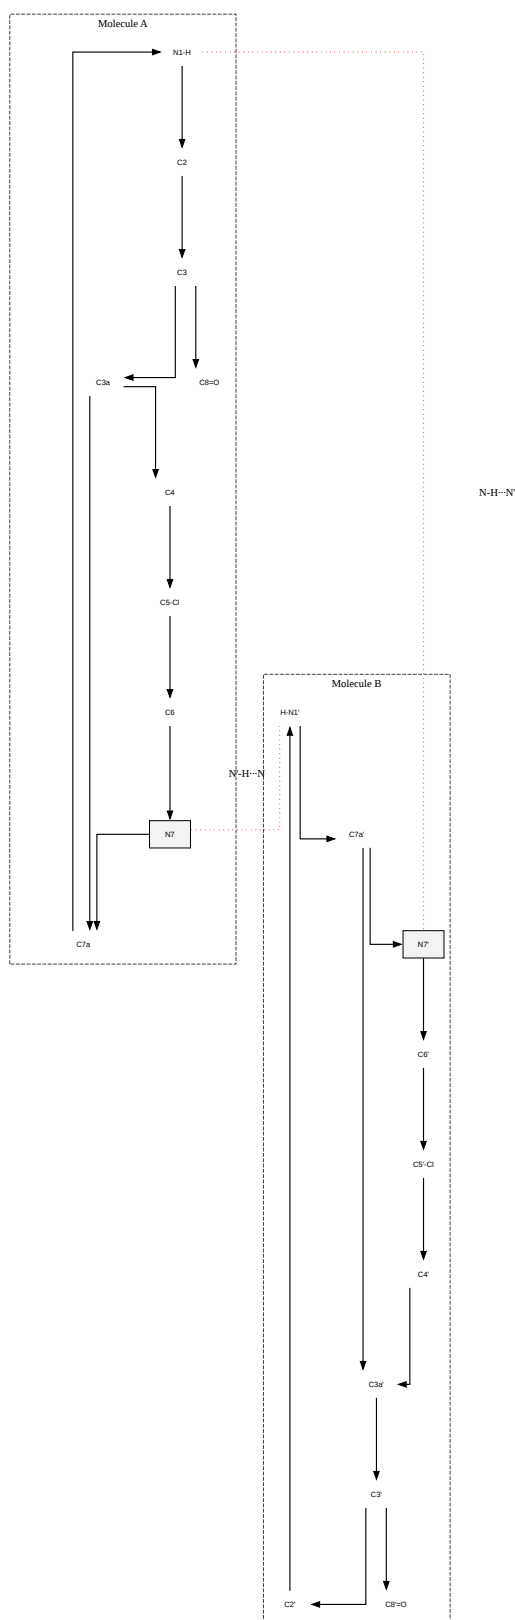 Molecule A
N1-H
C2
C3
C3a
C8=O
C4
N-H···N'
C5-Cl
Molecule B
C6
H-N1'
N'-H···N
N7
C7a'
C7a
N7'
C6'
C5'-Cl
C4'
C3a'
C3'
C2'
C8'=O